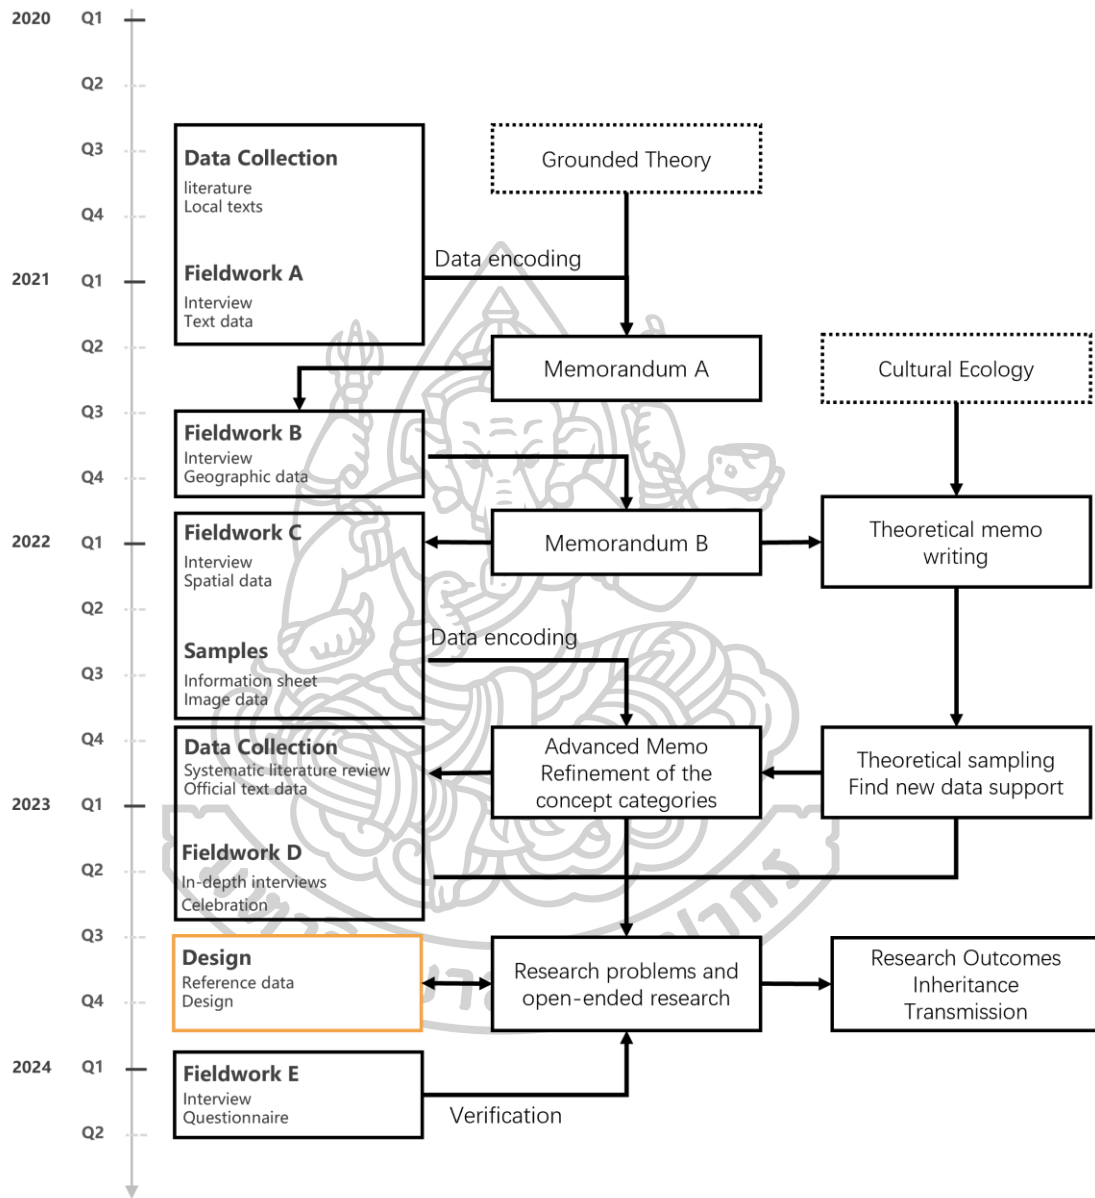 2020 Q1
Q2
Q3
Q4
2021 Q1
Q2
Q3
Q4
2022 Q1
Q2
Q3
Q4
2023 Q1
Q2
Q3
Q4
2024 Q1
Q2
Data Collection
literature
Local texts
Fieldwork A
Interview
Text data
Grounded Theory
Data encoding
Memorandum A
Cultural Ecology
Fieldwork B
Interview
Geographic data
Memorandum B
Theoretical memo
writing
Fieldwork C
Interview
Spatial data
Samples
Information sheet
Image data
Data encoding
Data Collection
Systematic literature review
Official text data
Fieldwork D
In-depth interviews
Celebration
Advanced Memo
Refinement of the
concept categories
Theoretical sampling
Find new data support
Design
Reference data
Design
Research problems and
open-ended research
Research Outcomes
Inheritance
Transmission
Fieldwork E
Interview
Questionnaire
Verification